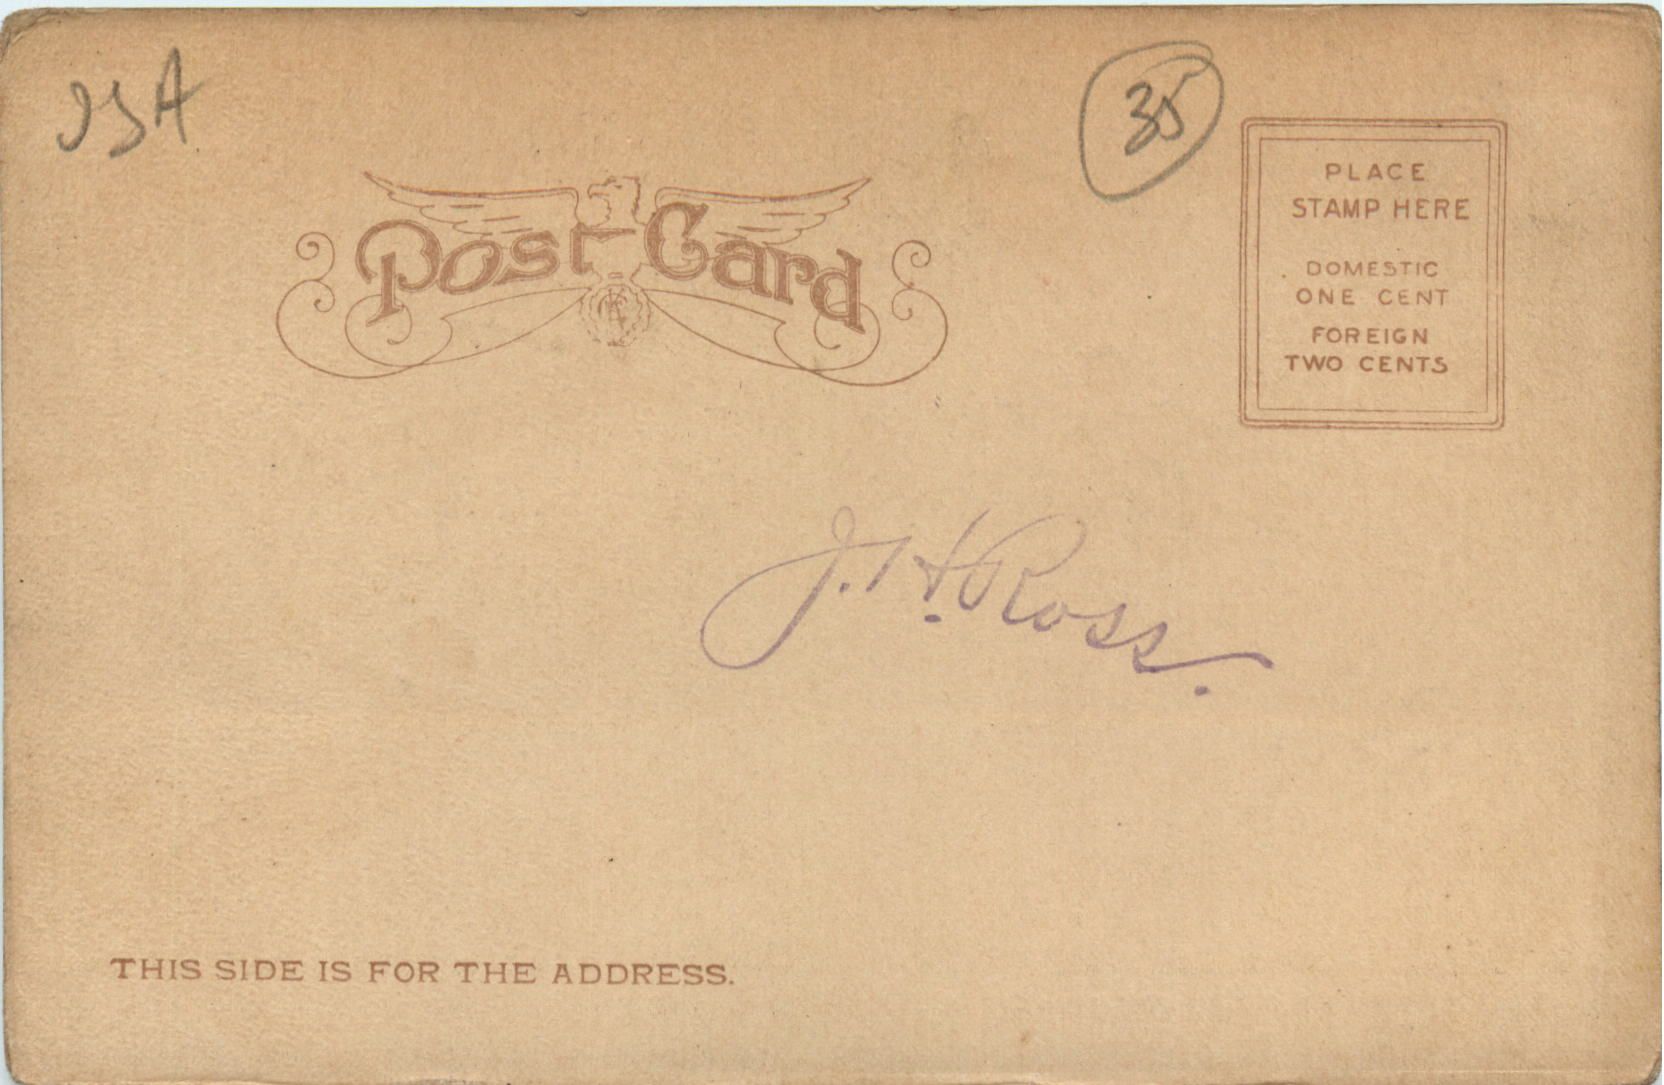 35
Post Card
PLACE
STAMP HERE
DOMESTIC
ONE CENT
FOREIGN
TWO CENTS
J. H. Ross.
THIS SIDE IS FOR THE ADDRESS.